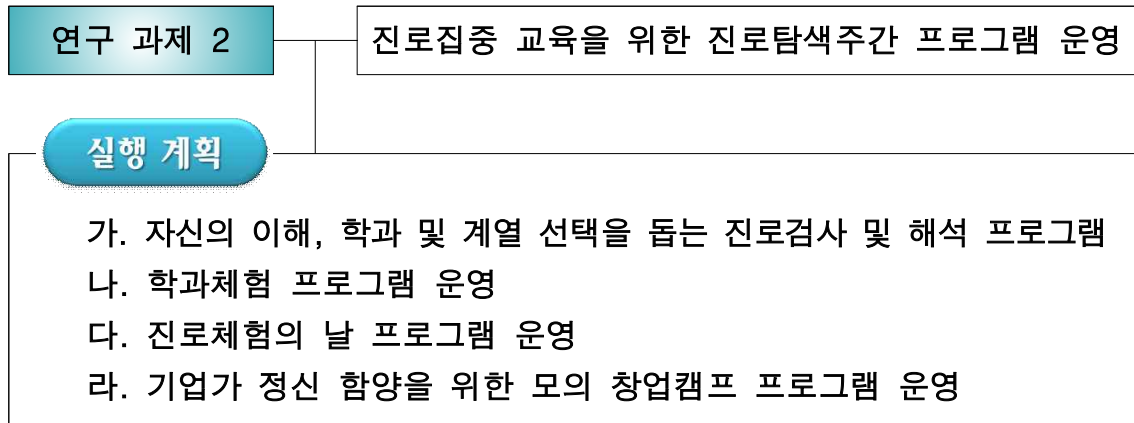 연구 과제 2
진로집중 교육을 위한 진로탐색주간 프로그램 운영
실행 계획
가. 자신의 이해, 학과 및 계열 선택을 돕는 진로검사 및 해석 프로그램
나. 학과체험 프로그램 운영
다. 진로체험의 날 프로그램 운영
라. 기업가 정신 함양을 위한 모의 창업캠프 프로그램 운영